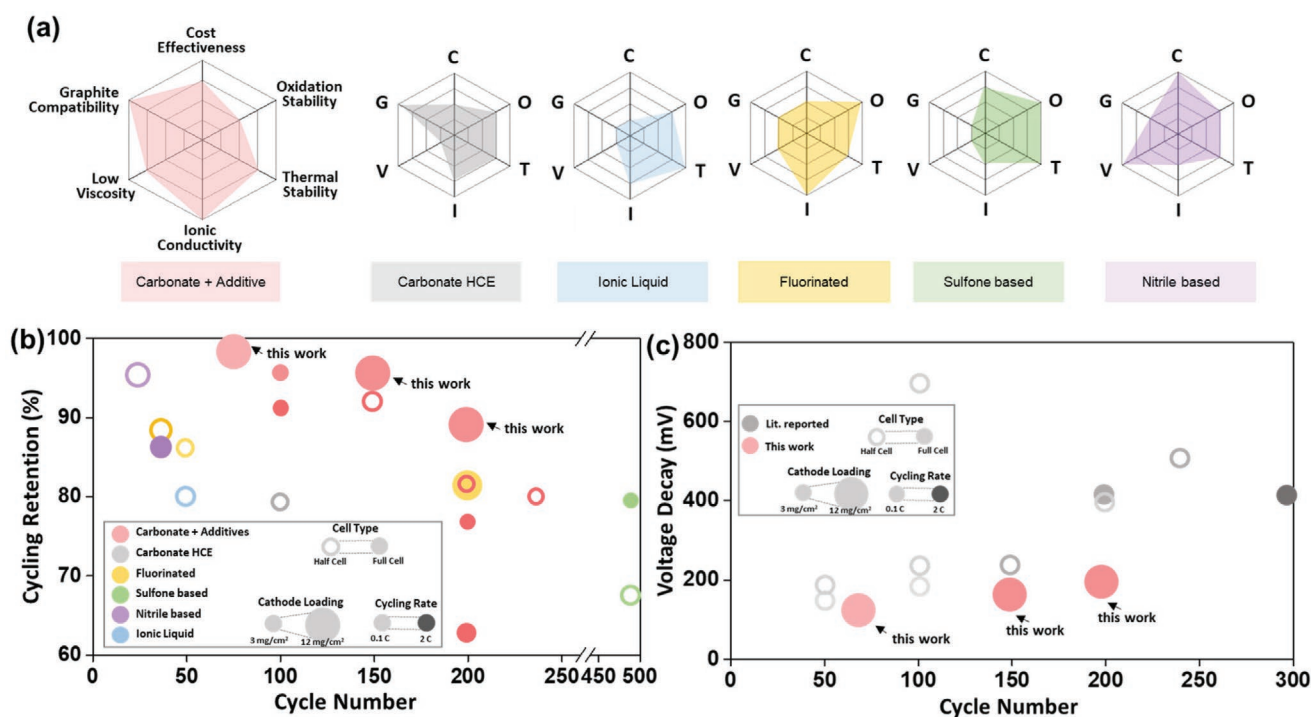 (a)
Cost
Effectiveness
Graphite
Compatibility
Oxidation
Stability
Low
Viscosity
Thermal
Stability
Ionic
Conductivity
C
G
O
V
T
I
C
G
O
V
T
I
C
G
O
V
T
I
C
G
O
V
T
I
C
G
O
V
T
I
Carbonate + Additive
Carbonate HCE
Ionic Liquid
Fluorinated
Sulfone based
Nitrile based
(b)
Cycling Retention (%)
100
90
80
70
60
this work
this work
this work
Carbonate + Additives
Carbonate HCE
Fluorinated
Sulfone based
Nitrile based
Ionic Liquid
Cell Type
Half Cell
Full Cell
Cathode Loading
3 mg/cm²
12 mg/cm²
Cycling Rate
0.1 C
2 C
0
50
100
150
200
250
450
500
Cycle Number
(c)
Voltage Decay (mV)
800
600
400
200
0
Lit. reported
This work
Cell Type
Half Cell
Full Cell
Cathode Loading
3 mg/cm²
12 mg/cm²
Cycling Rate
0.1 C
2 C
this work
this work
this work
0
50
100
150
200
250
300
Cycle Number